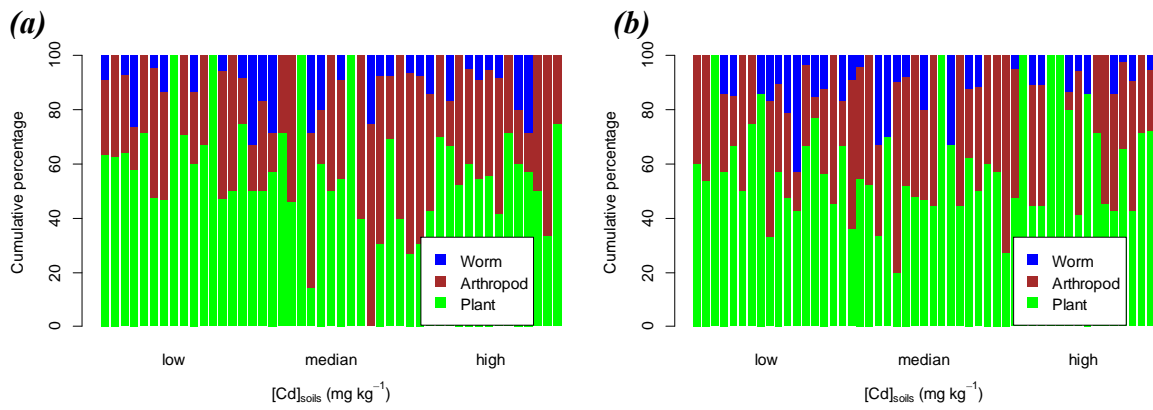 (a)
Cumulative percentage
100
80
60
40
20
0
Worm
Arthropod
Plant
low median high
[Cd]soils (mg kg⁻¹)
(b)
Cumulative percentage
100
80
60
40
20
0
Worm
Arthropod
Plant
low median high
[Cd]soils (mg kg⁻¹)